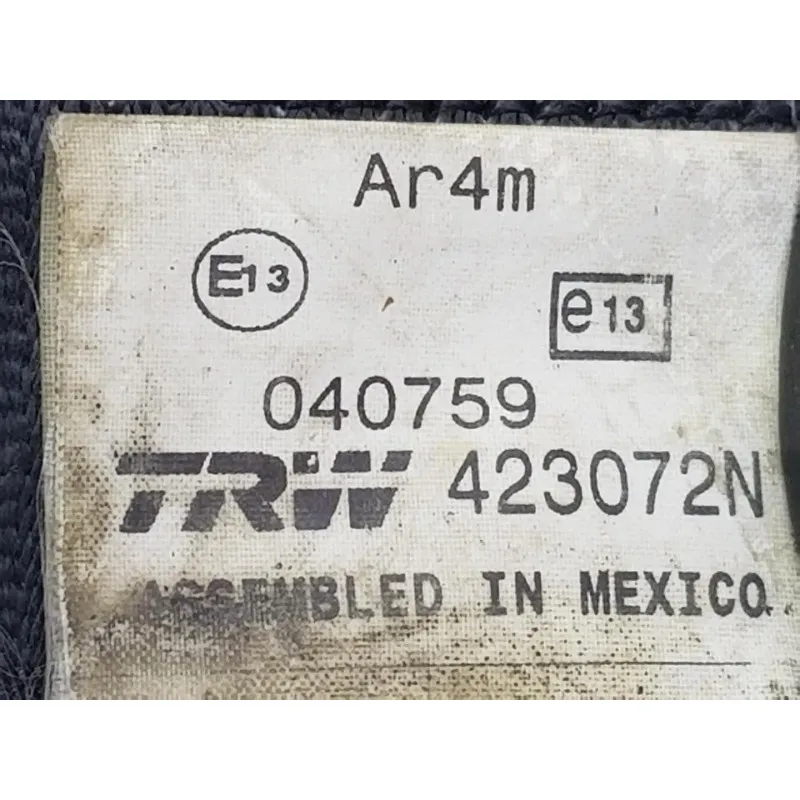 Ar4m
E13 e13
040759
TRW 423072N
ASSEMBLED IN MEXICO.